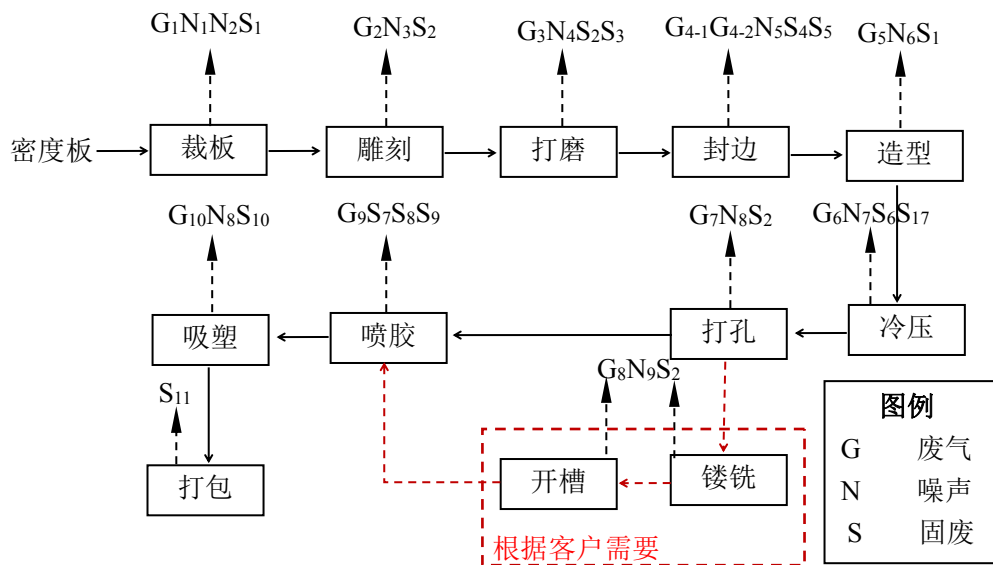 G₁N₁N₂S₁
G₂N₃S₂
G₃N₄S₂S₃
G₄₋₁G₄₋₂N₅S₄S₅
G₅N₆S₁
密度板
裁板
雕刻
打磨
封边
造型
G₁₀N₈S₁₀
G₉S₇S₈S₉
G₇N₈S₂
G₆N₇S₆S₁₇
吸塑
喷胶
打孔
冷压
S₁₁
G₈N₉S₂
打包
开槽
镂铣
根据客户需要
图例
G 废气
N 噪声
S 固废